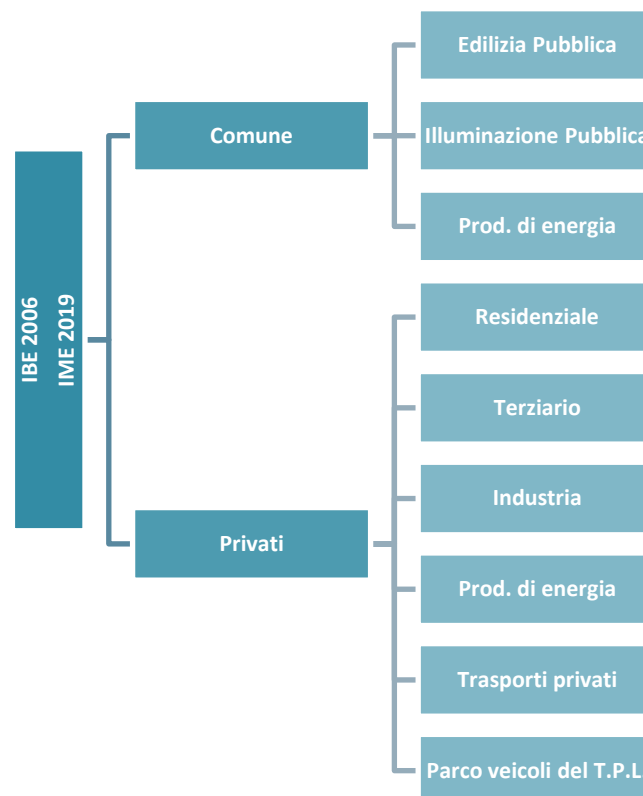 IBE 2006
IME 2019
Comune
Edilizia Pubblica
Illuminazione Pubblica
Prod. di energia
Privati
Residenziale
Terziario
Industria
Prod. di energia
Trasporti privati
Parco veicoli del T.P.L.